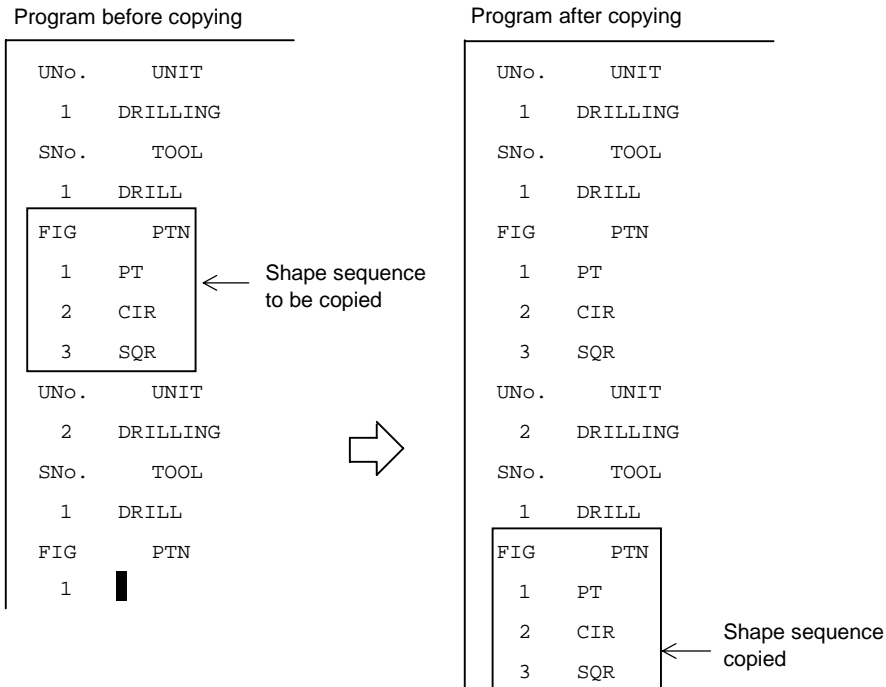 Program before copying
UNo. UNIT
1 DRILLING
SNo. TOOL
1 DRILL
FIG PTN
1 PT
2 CIR
3 SQR
Shape sequence
to be copied
UNo. UNIT
2 DRILLING
SNo. TOOL
1 DRILL
FIG PTN
1
Program after copying
UNo. UNIT
1 DRILLING
SNo. TOOL
1 DRILL
FIG PTN
1 PT
2 CIR
3 SQR
UNo. UNIT
2 DRILLING
SNo. TOOL
1 DRILL
FIG PTN
1 PT
2 CIR
3 SQR
Shape sequence
copied